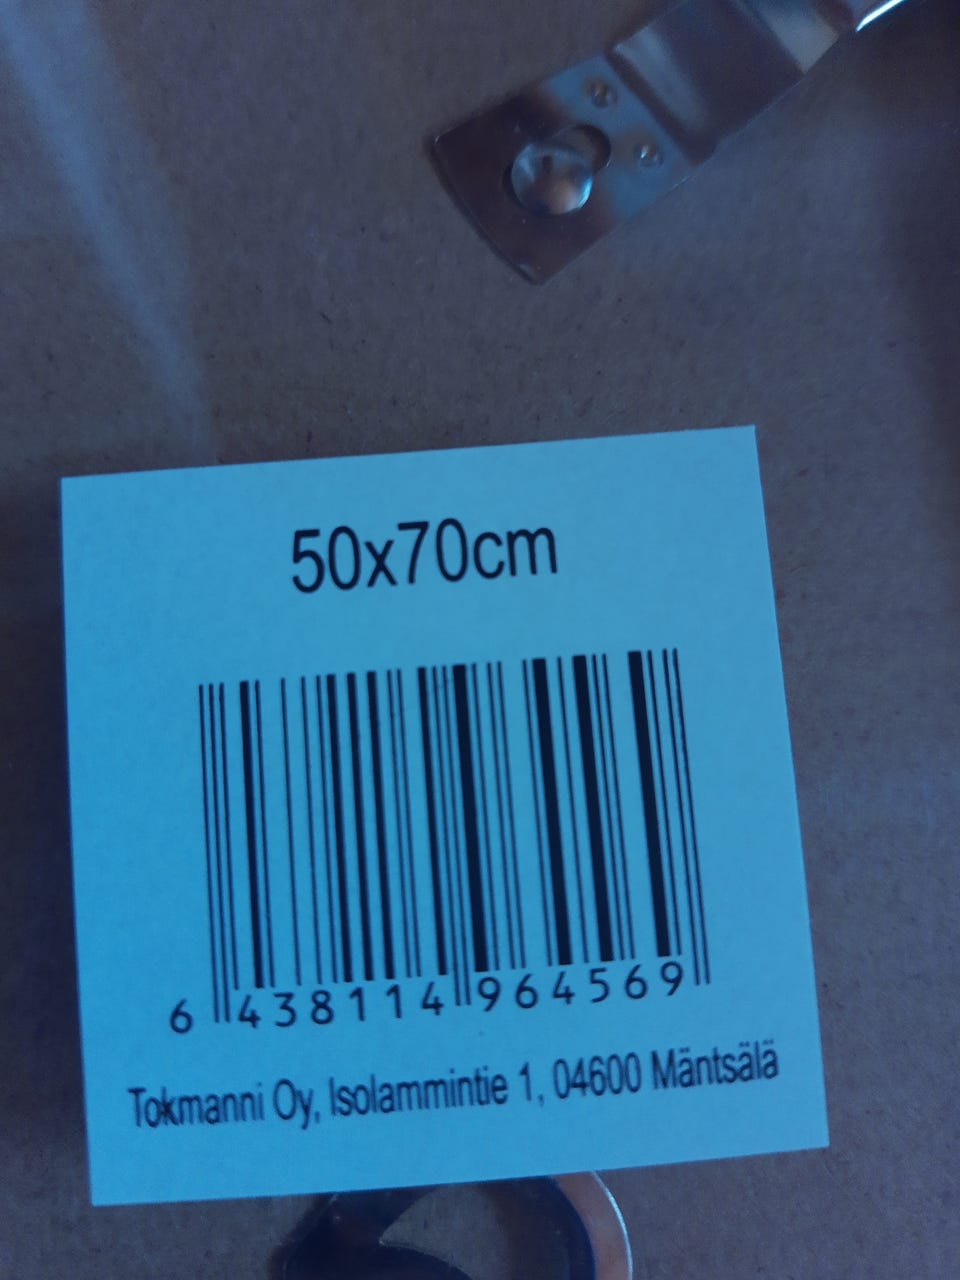 50x70cm
6 438114 964569
Tokmanni Oy, Isolammintie 1, 04600 Mäntsälä